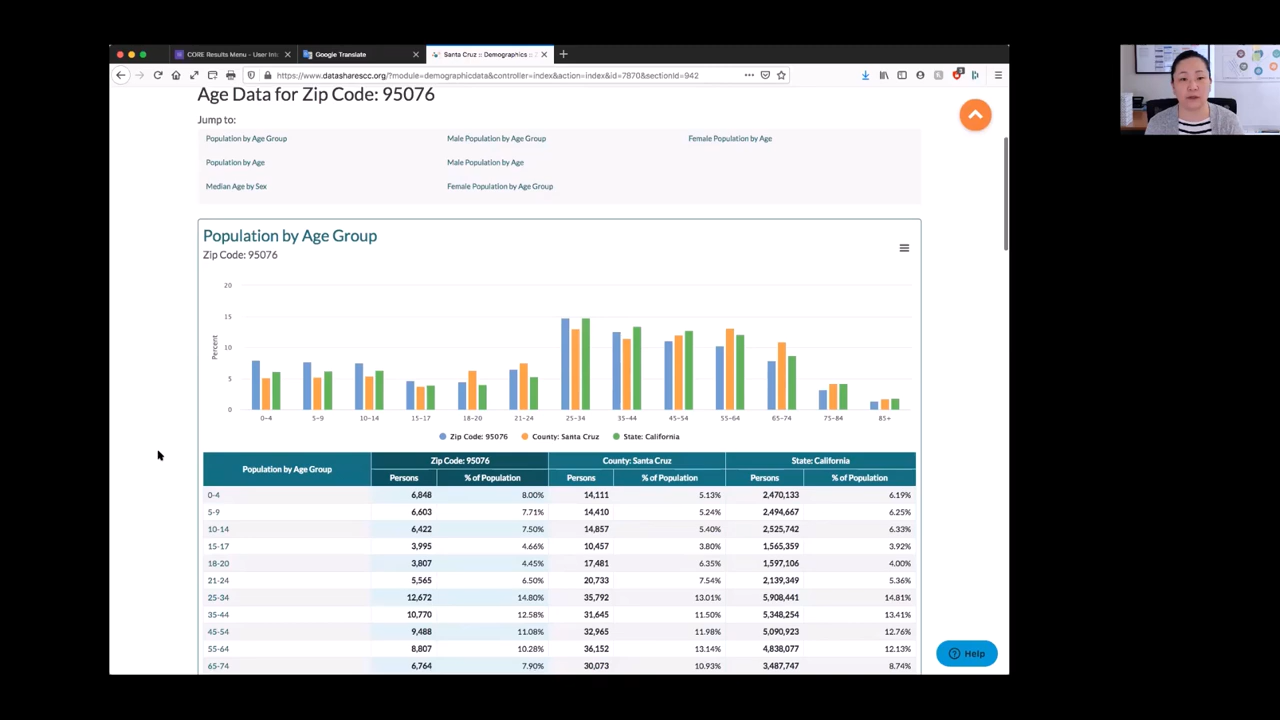 CORE Results Menu - User Int
Google Translate
Santa Cruz :: Demographics ::
https://www.datasharescc.org/?module=demographicdata&controller=index&action=index&id=7870&sectionId=942
3
Age Data for Zip Code: 95076
Jump to:
Population by Age Group Male Population by Age Group Female Population by Age
Population by Age Male Population by Age
Median Age by Sex Female Population by Age Group
Population by Age Group
Zip Code: 95076
20
15
10
5
0
Percent
0-4 5-9 10-14 15-17 18-20 21-24 25-34 35-44 45-54 55-64 65-74 75-84 85+
Zip Code: 95076 County: Santa Cruz State: California
Population by Age Group Zip Code: 95076 County: Santa Cruz State: California
Persons % of Population Persons % of Population Persons % of Population
0-4 6,848 8.00% 14,111 5.13% 2,470,133 6.19%
5-9 6,603 7.71% 14,410 5.24% 2,494,667 6.25%
10-14 6,422 7.50% 14,857 5.40% 2,525,742 6.33%
15-17 3,995 4.66% 10,457 3.80% 1,565,359 3.92%
18-20 3,807 4.45% 17,481 6.35% 1,597,106 4.00%
21-24 5,565 6.50% 20,733 7.54% 2,139,349 5.36%
25-34 12,672 14.80% 35,792 13.01% 5,908,441 14.81%
35-44 10,770 12.58% 31,645 11.50% 5,348,254 13.41%
45-54 9,488 11.08% 32,965 11.98% 5,090,923 12.76%
55-64 8,807 10.28% 36,152 13.14% 4,838,077 12.13%
65-74 6,764 7.90% 30,073 10.93% 3,487,747 8.74%
Help